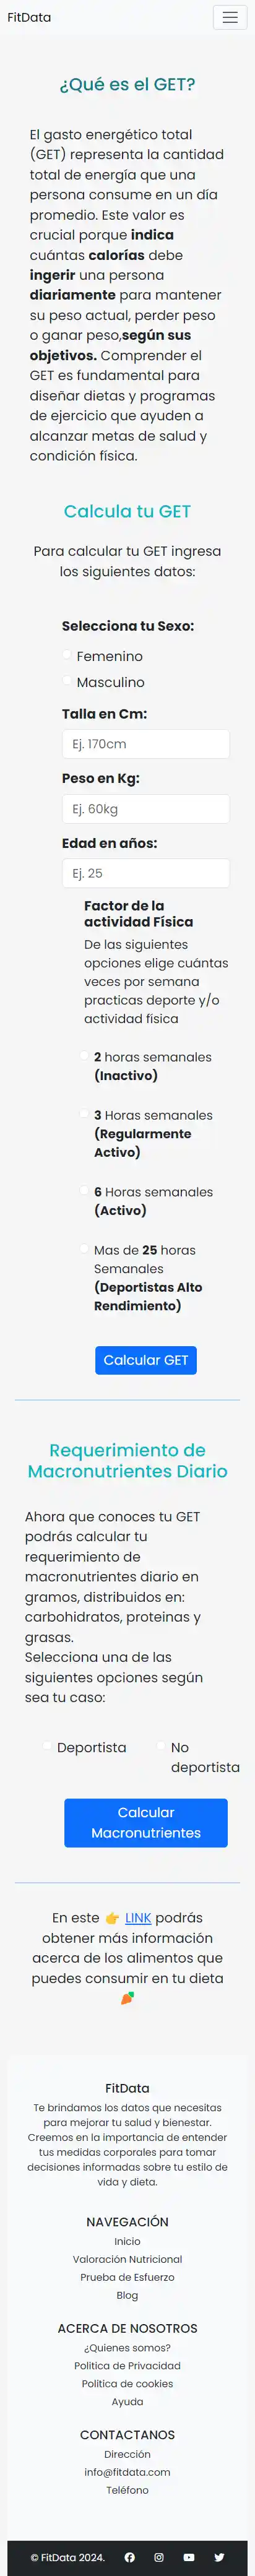 FitData
¿Qué es el GET?
El gasto energético total
(GET) representa la cantidad
total de energía que una
persona consume en un día
promedio. Este valor es
crucial porque indica
cuántas calorías debe
ingerir una persona
diariamente para mantener
su peso actual, perder peso
o ganar peso,según sus
objetivos. Comprender el
GET es fundamental para
diseñar dietas y programas
de ejercicio que ayuden a
alcanzar metas de salud y
condición física.
Calcula tu GET
Para calcular tu GET ingresa
los siguientes datos:
Selecciona tu Sexo:
Femenino
Masculino
Talla en Cm:
Ej. 170cm
Peso en Kg:
Ej. 60kg
Edad en años:
Ej. 25
Factor de la
actividad Física
De las siguientes
opciones elige cuántas
veces por semana
practicas deporte y/o
actividad física
2 horas semanales
(Inactivo)
3 Horas semanales
(Regularmente
Activo)
6 Horas semanales
(Activo)
Mas de 25 horas
Semanales
(Deportistas Alto
Rendimiento)
Calcular GET
Requerimiento de
Macronutrientes Diario
Ahora que conoces tu GET
podrás calcular tu
requerimiento de
macronutrientes diario en
gramos, distribuidos en:
carbohidratos, proteinas y
grasas.
Selecciona una de las
siguientes opciones según
sea tu caso:
Deportista
No
deportista
Calcular
Macronutrientes
En este 👉 LINK podrás
obtener más información
acerca de los alimentos que
puedes consumir en tu dieta
🥕
FitData
Te brindamos los datos que necesitas
para mejorar tu salud y bienestar.
Creemos en la importancia de entender
tus medidas corporales para tomar
decisiones informadas sobre tu estilo de
vida y dieta.
NAVEGACIÓN
Inicio
Valoración Nutricional
Prueba de Esfuerzo
Blog
ACERCA DE NOSOTROS
¿Quienes somos?
Politica de Privacidad
Politica de cookies
Ayuda
CONTACTANOS
Dirección
info@fitdata.com
Teléfono
© FitData 2024.